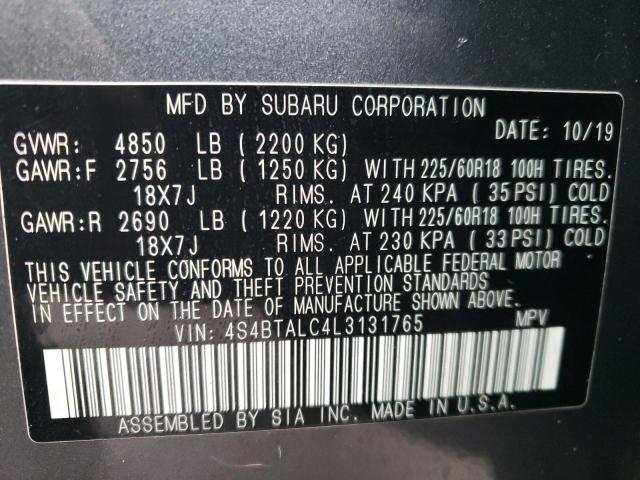 MFD BY SUBARU CORPORATION
DATE: 10/19
GVWR: 4850 LB ( 2200 KG)
GAWR:F 2756 LB ( 1250 KG) WITH 225/60R18 100H TIRES.
18X7J RIMS. AT 240 KPA ( 35 PSI) COLD
GAWR:R 2690 LB ( 1220 KG) WITH 225/60R18 100H TIRES.
18X7J RIMS. AT 230 KPA ( 33 PSI) COLD
THIS VEHICLE CONFORMS TO ALL APPLICABLE FEDERAL MOTOR
VEHICLE SAFETY AND THEFT PREVENTION STANDARDS
IN EFFECT ON THE DATE OF MANUFACTURE SHOWN ABOVE.
VIN: 4S4BTALC4L3131765 MPV
ASSEMBLED BY SIA INC. MADE IN U.S.A.